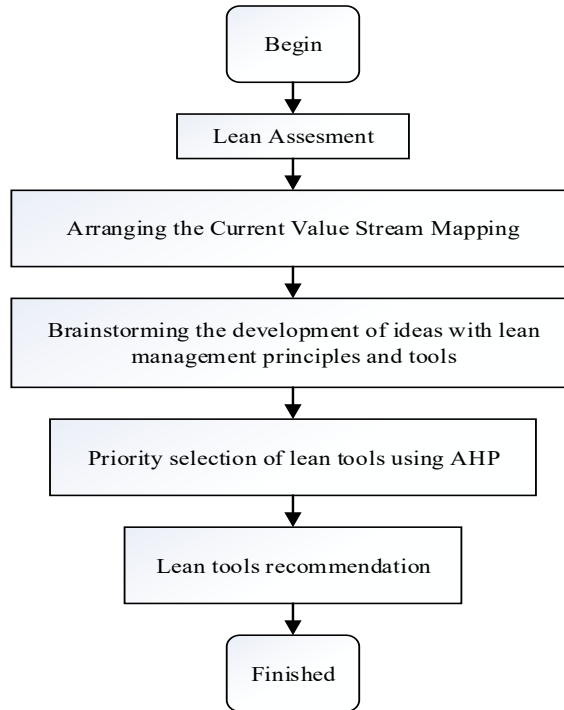 Begin
Lean Assesment
Arranging the Current Value Stream Mapping
Brainstorming the development of ideas with lean
management principles and tools
Priority selection of lean tools using AHP
Lean tools recommendation
Finished